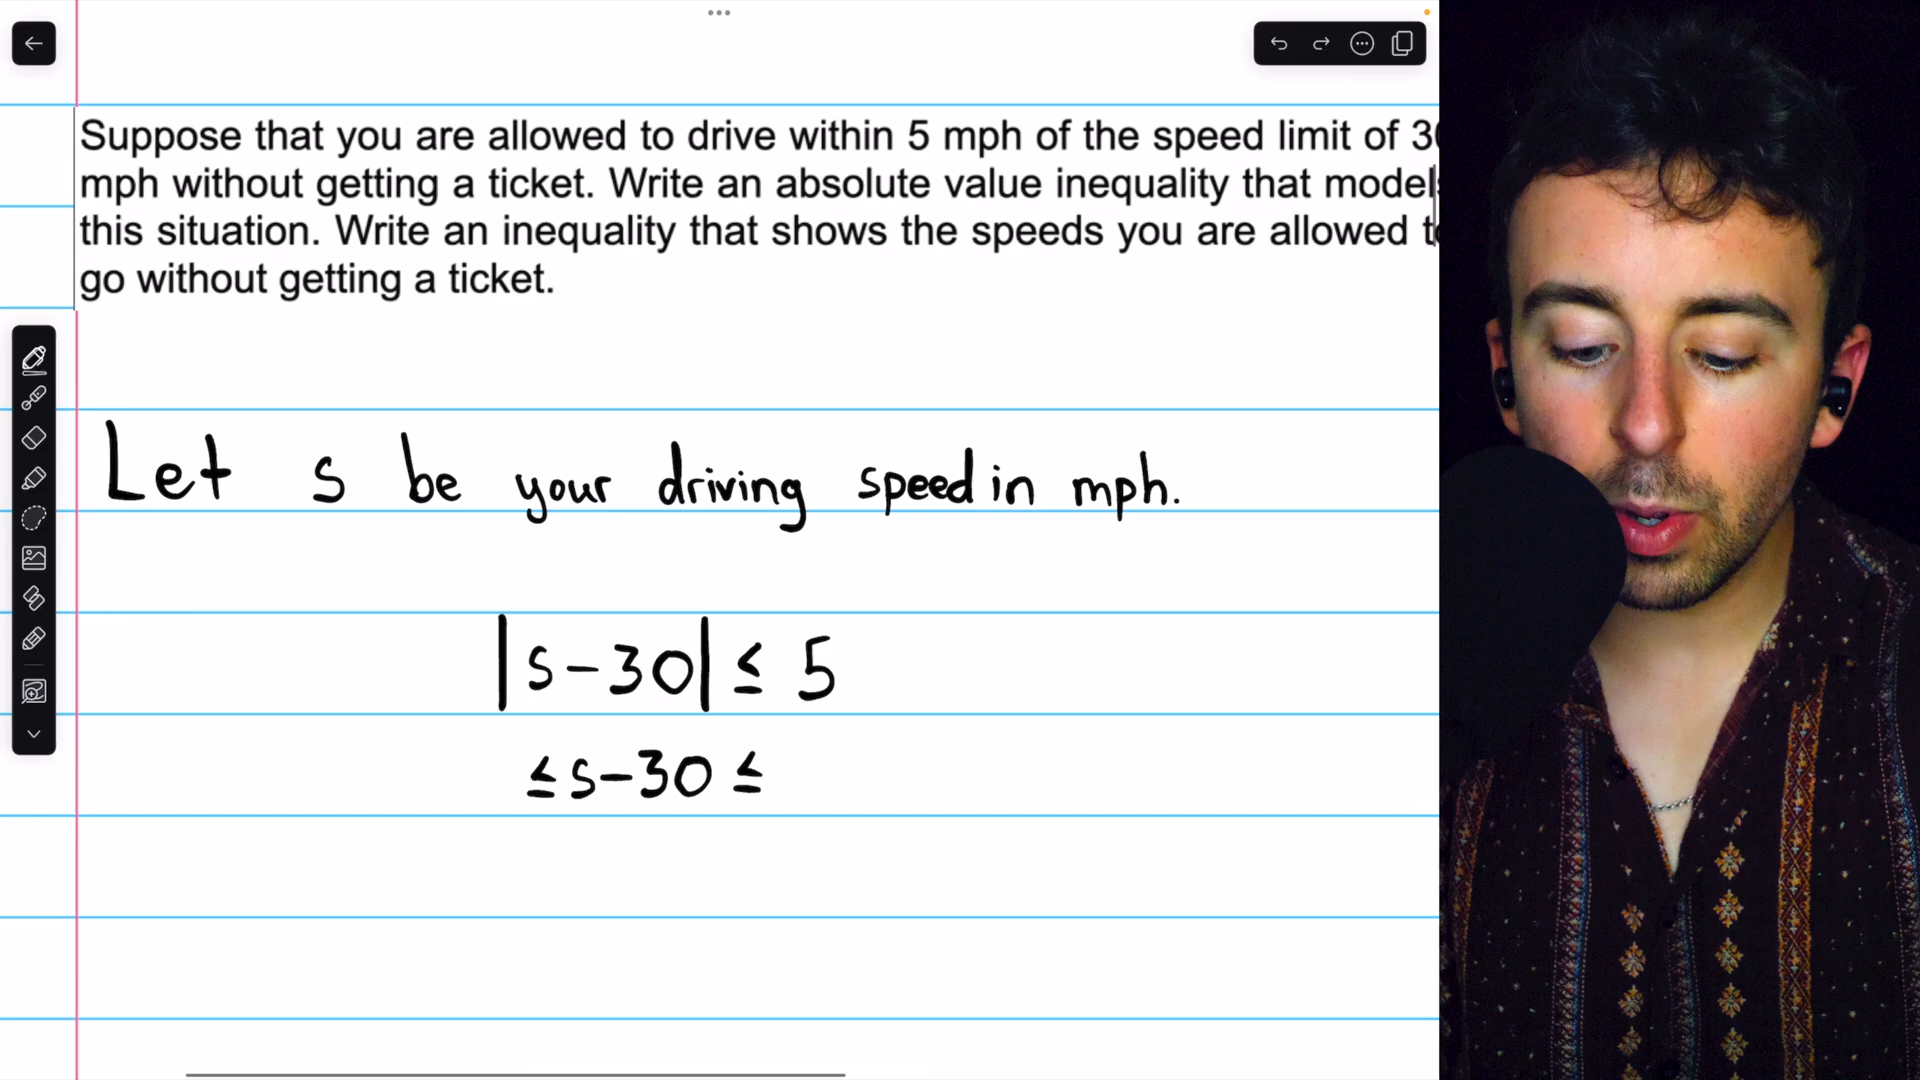 Suppose that you are allowed to drive within 5 mph of the speed limit of 3
mph without getting a ticket. Write an absolute value inequality that model
this situation. Write an inequality that shows the speeds you are allowed t
go without getting a ticket.
Let s be your driving speed in mph.
|s-30| ≤ 5
≤ s-30 ≤